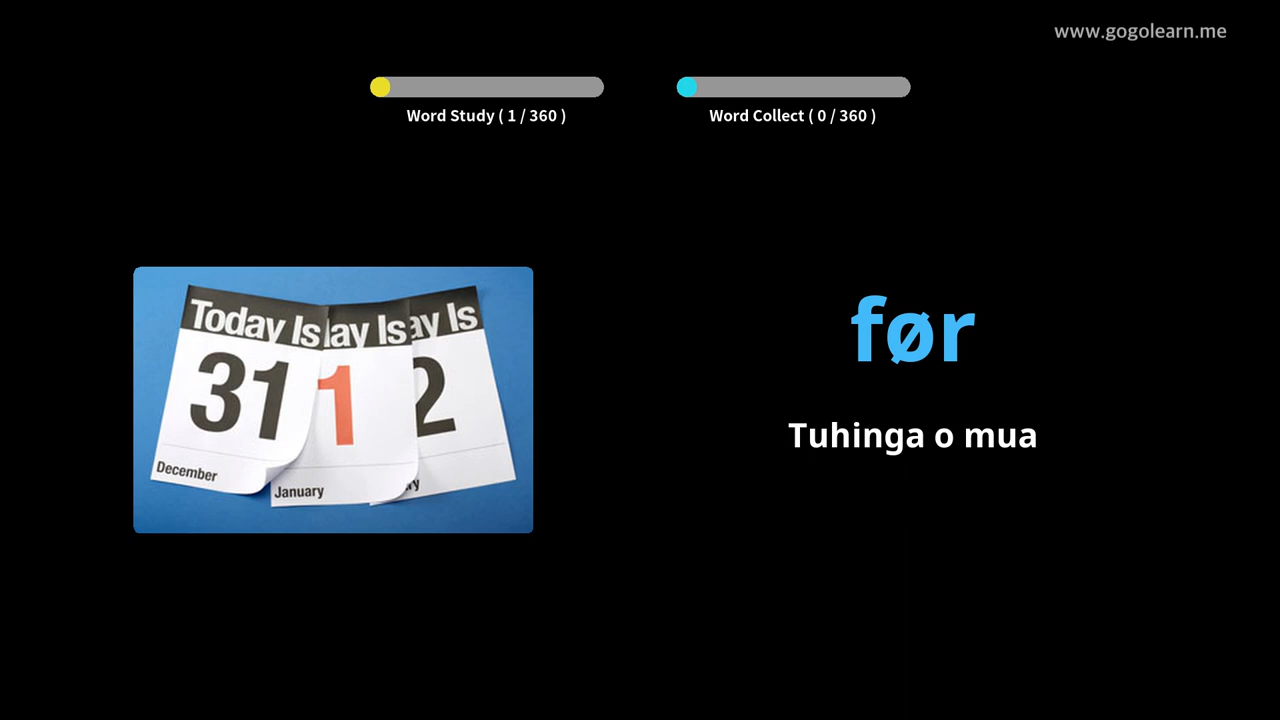 www.gogolearn.me
Word Study ( 1 / 360 )
Word Collect ( 0 / 360 )
Today Is
ay Is
ay Is
31
1
2
December
January
ry
før
Tuhinga o mua